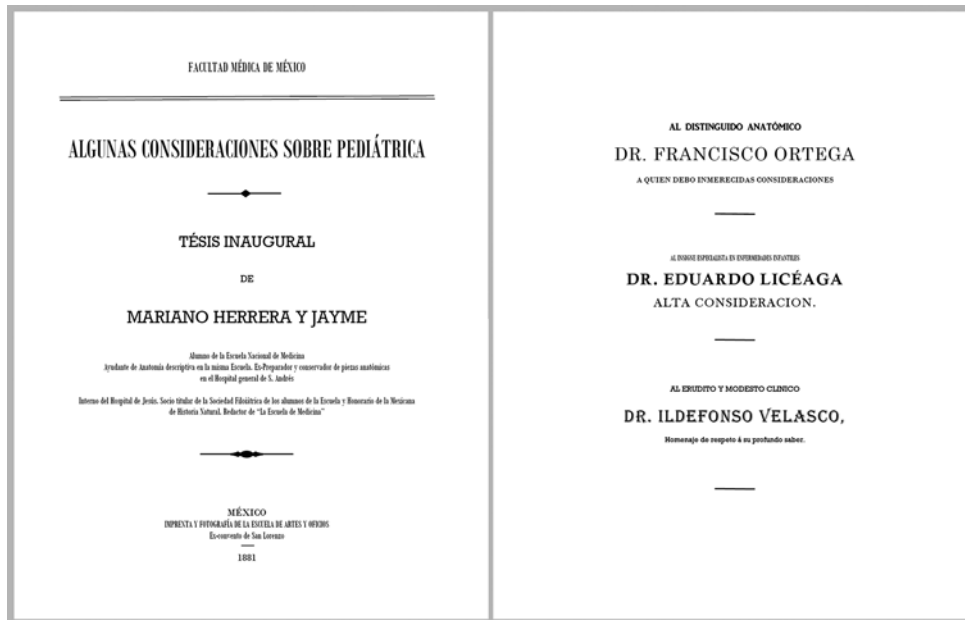 FACULTAD MÉDICA DE MÉXICO
ALGUNAS CONSIDERACIONES SOBRE PEDIÁTRICA
TÉSIS INAUGURAL
DE
MARIANO HERRERA Y JAYME
Alumno de la Escuela Nacional de Medicina
Ayudante de Anatomía descriptiva en la misma Escuela. Ex-Preparador y conservador de piezas anatómicas
en el Hospital general de S. Andrés
Interno del Hospital de Jesús. Socio titular de la Sociedad Filoiátrica de los alumnos de la Escuela y Honorario de la Mexicana
de Historia Natural. Redactor de "La Escuela de Medicina"
MÉXICO
IMPRENTA Y FOTOGRAFÍA DE LA ESCUELA DE ARTES Y OFICIOS
Ex-convento de San Lorenzo
1881
AL DISTINGUIDO ANATÓMICO
DR. FRANCISCO ORTEGA
A QUIEN DEBO INMERECIDAS CONSIDERACIONES
AL INSIGNE ESPECIALISTA EN ENFERMEDADES INFANTILES
DR. EDUARDO LICÉAGA
ALTA CONSIDERACION.
AL ERUDITO Y MODESTO CLINICO
DR. ILDEFONSO VELASCO,
Homenaje de respeto á su profundo saber.